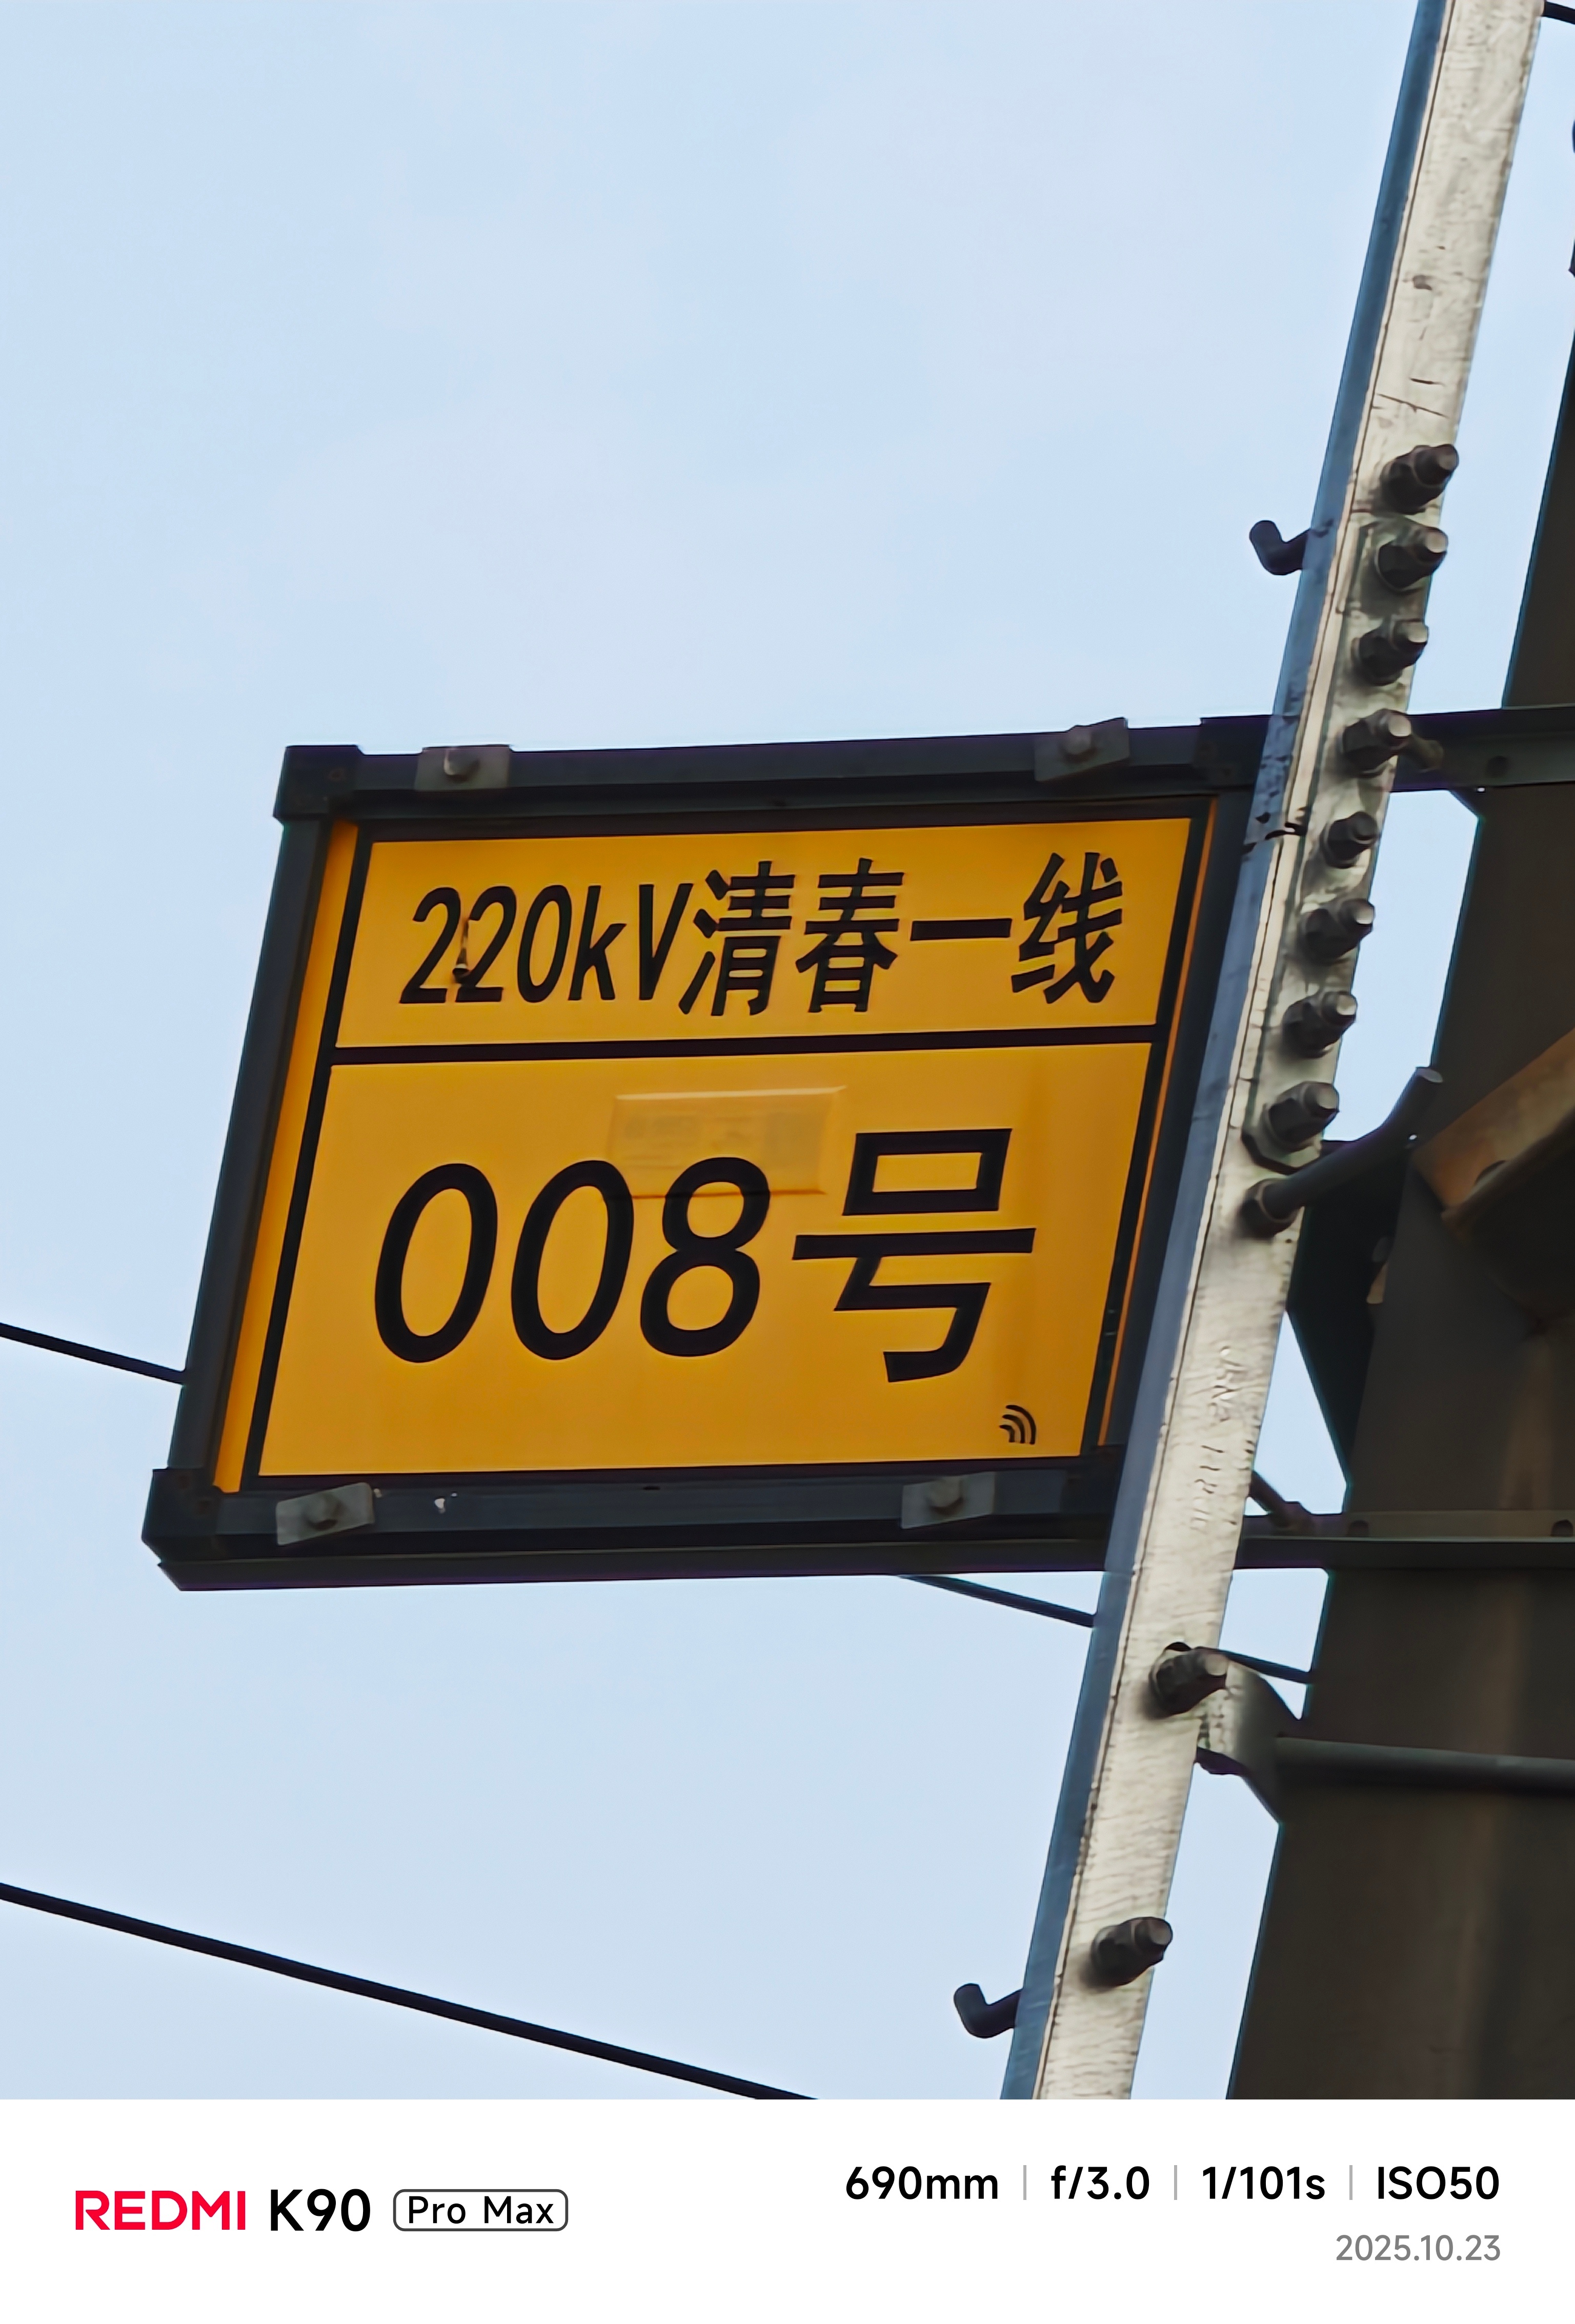 220kV清春一线
008号
REDMI K90 Pro Max
690mm | f/3.0 | 1/101s | ISO50
2025.10.23